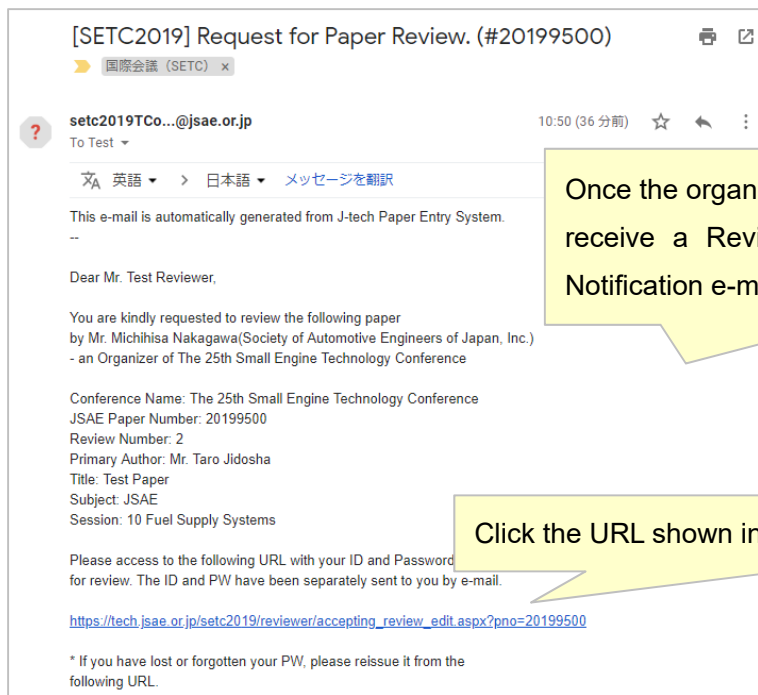 [SETC2019] Request for Paper Review. (#20199500)
国際会議（SETC） ×
setc2019TCo...@jsae.or.jp
10:50 (36 分前)
To Test
英語 > 日本語 メッセージを翻訳
This e-mail is automatically generated from J-tech Paper Entry System.
--
Dear Mr. Test Reviewer,
You are kindly requested to review the following paper
by Mr. Michihisa Nakagawa(Society of Automotive Engineers of Japan, Inc.)
- an Organizer of The 25th Small Engine Technology Conference
Conference Name: The 25th Small Engine Technology Conference
JSAE Paper Number: 20199500
Review Number: 2
Primary Author: Mr. Taro Jidosha
Title: Test Paper
Subject: JSAE
Session: 10 Fuel Supply Systems
Please access to the following URL with your ID and Password
for review. The ID and PW have been separately sent to you by e-mail.
https://tech.jsae.or.jp/setc2019/reviewer/accepting_review_edit.aspx?pno=20199500
* If you have lost or forgotten your PW, please reissue it from the
following URL.
Once the organ
receive a Revi
Notification e-m
Click the URL shown in